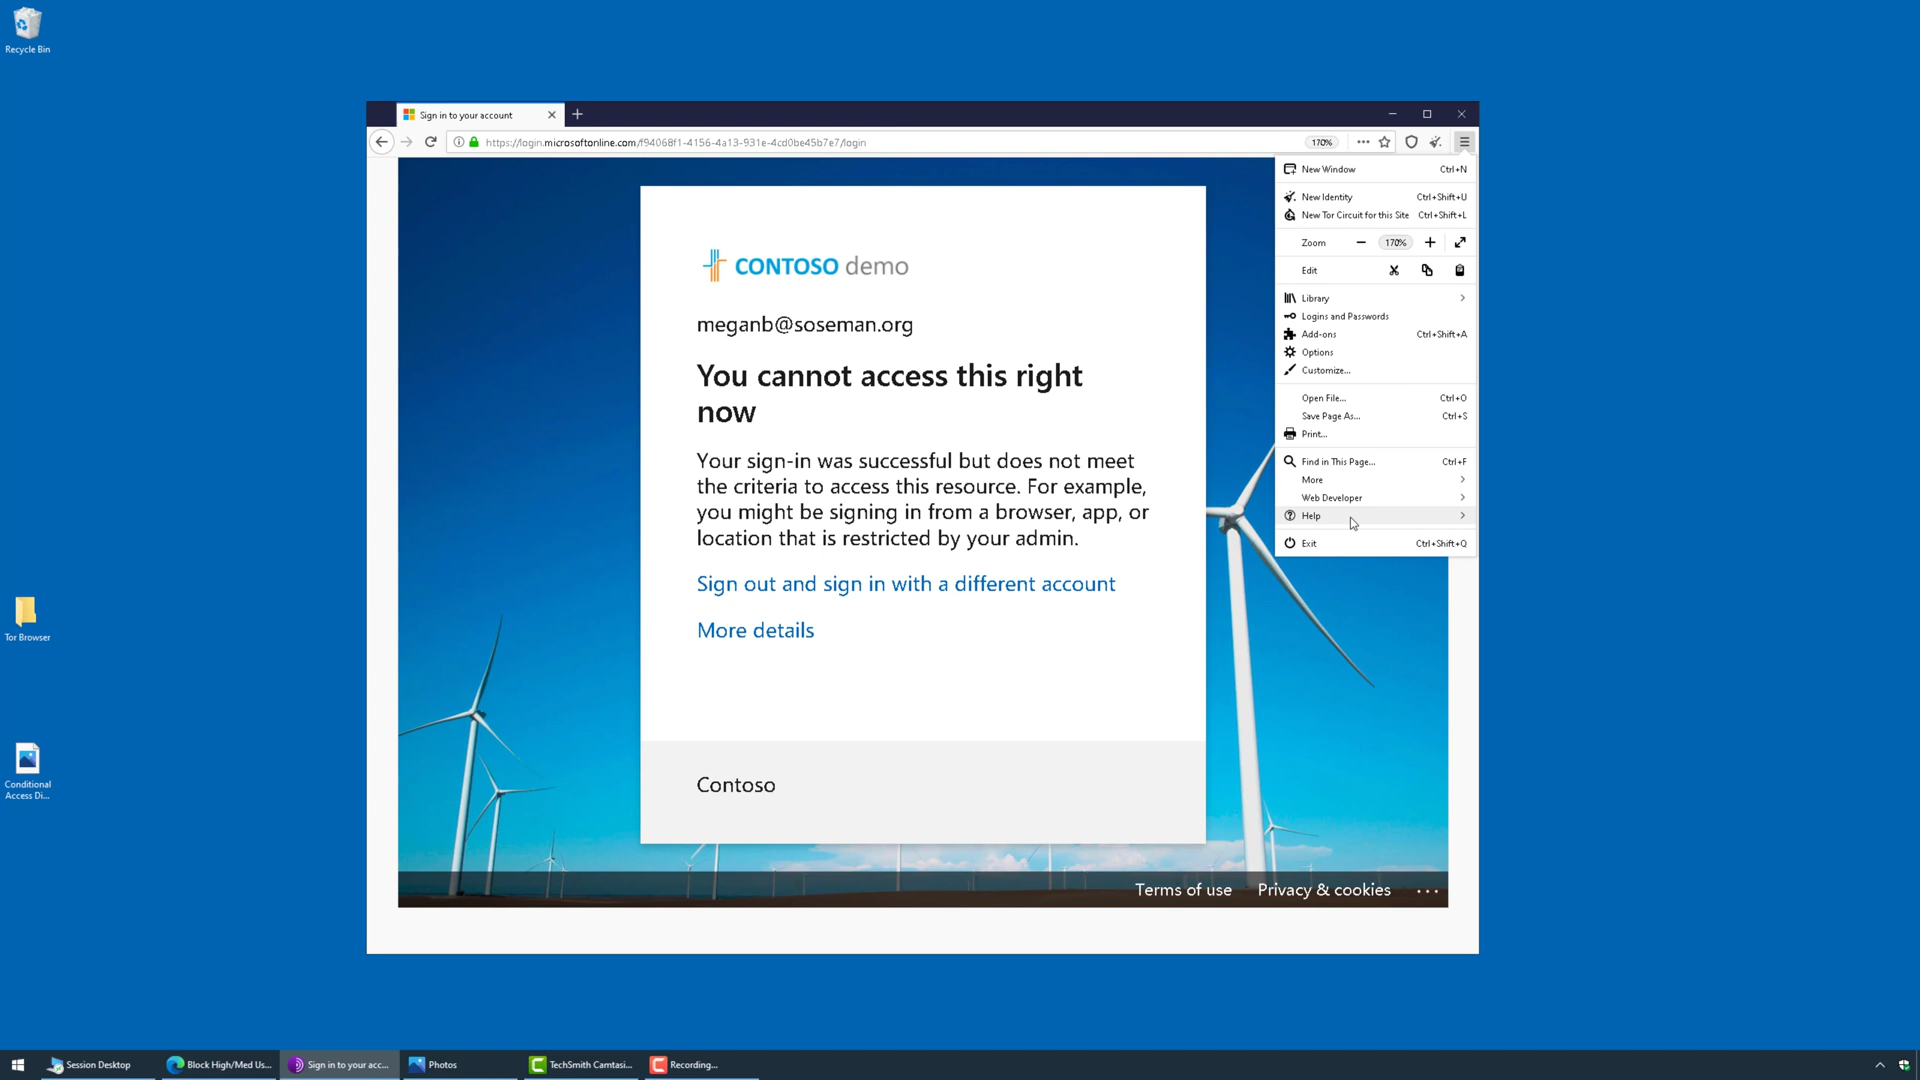 Recycle Bin
Sign in to your account
https://login.microsoftonline.com/f94068f1-4156-4a13-931e-4cd0be45b7e7/login
170%
New Window Ctrl+N
New Identity Ctrl+Shift+U
New Tor Circuit for this Site Ctrl+Shift+L
Zoom 170%
Edit
Library
Logins and Passwords
Add-ons Ctrl+Shift+A
Options
Customize...
Open File... Ctrl+O
Save Page As... Ctrl+S
Print...
Find in This Page... Ctrl+F
More
Web Developer
Help
Exit Ctrl+Shift+Q
CONTOSO demo
meganb@soseman.org
You cannot access this right
now
Your sign-in was successful but does not meet
the criteria to access this resource. For example,
you might be signing in from a browser, app, or
location that is restricted by your admin.
Sign out and sign in with a different account
More details
Contoso
Terms of use Privacy & cookies ...
Tor Browser
Conditional
Access Di...
Session Desktop
Block High/Med Us...
Sign in to your acc...
Photos
TechSmith Camtasi...
Recording...